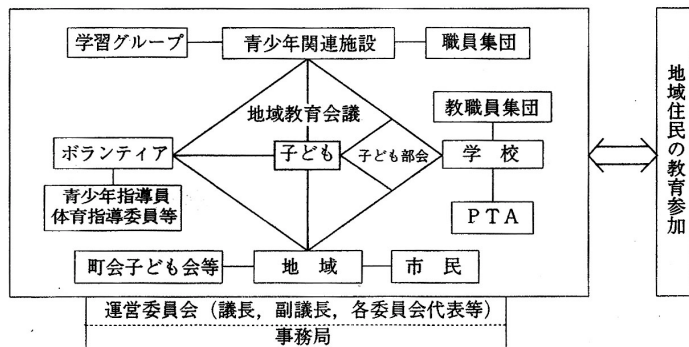 学習グループ
青少年関連施設
職員集団
地域教育会議
教職員集団
ボランティア
子ども
子ども部会
学校
青少年指導員
体育指導委員等
PTA
町会子ども会等
地域
市民
運営委員会（議長，副議長，各委員会代表等）
事務局
地域住民の教育参加